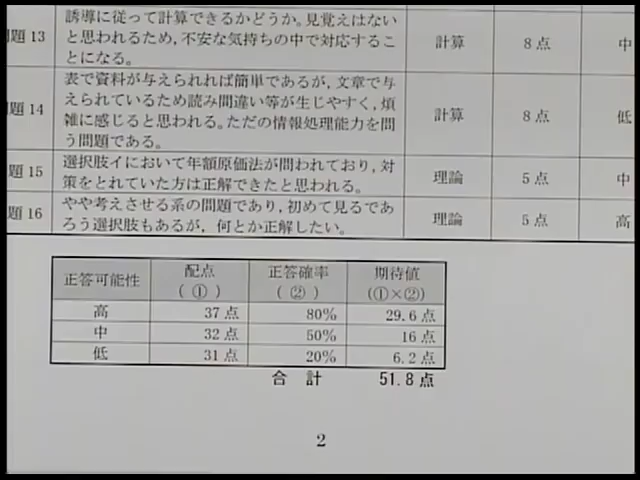 誘導に従って計算できるかどうか。見覚えはない
題 13 と思われるため,不安な気持ちの中で対応するこ 計算 8 点 中
とになる。
表で資料が与えられれば簡単であるが,文章で与
題 14 えられているため読み間違い等が生じやすく,煩 計算 8 点 低
雑に感じると思われる。ただの情報処理能力を問
う問題である。
題 15 選択肢イにおいて年額原価法が問われており,対 理論 5 点 中
策をとれていた方は正解できたと思われる。
題 16 やや考えさせる系の問題であり,初めて見るであ 理論 5 点 高
ろう選択肢もあるが,何とか正解したい。
正答可能性 配点 正答確率 期待値
(①) (②) (①×②)
高 37 点 80% 29.6 点
中 32 点 50% 16 点
低 31 点 20% 6.2 点
合 計 51.8 点
2